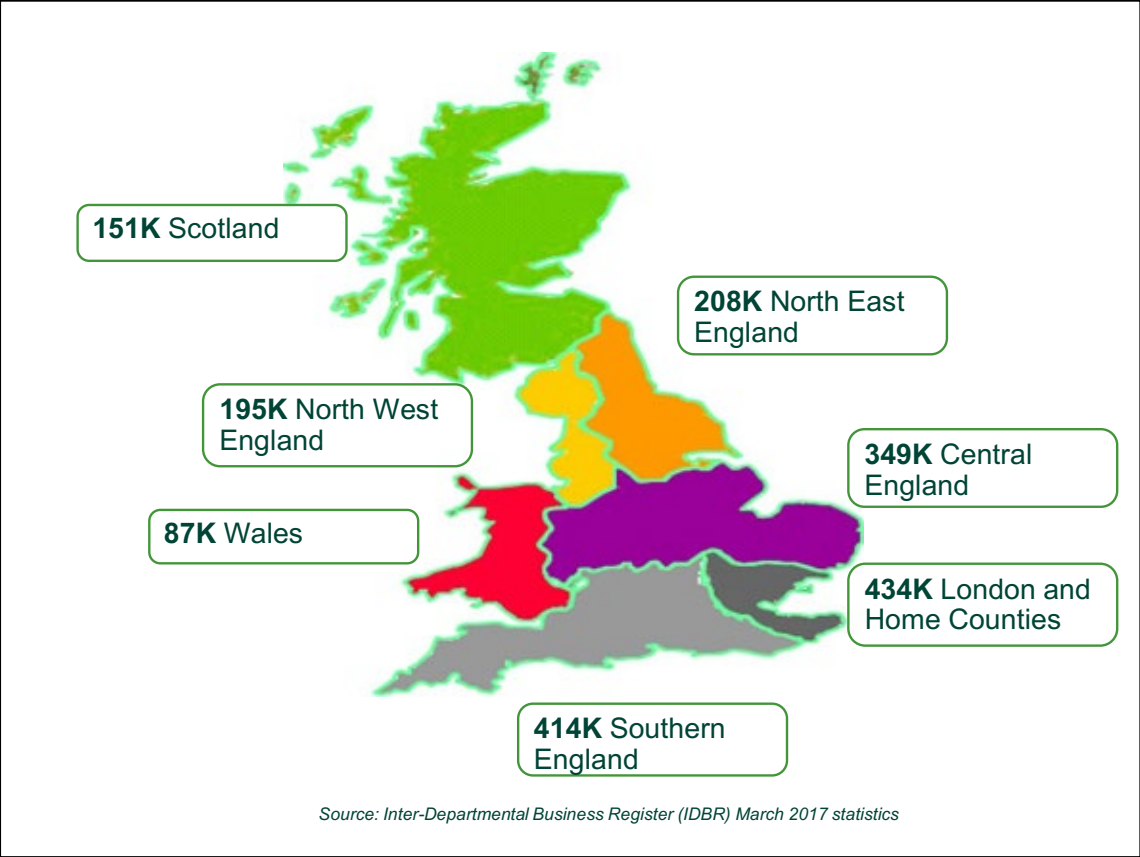 151K Scotland
208K North East
England
195K North West
England
349K Central
England
87K Wales
434K London and
Home Counties
414K Southern
England
Source: Inter-Departmental Business Register (IDBR) March 2017 statistics